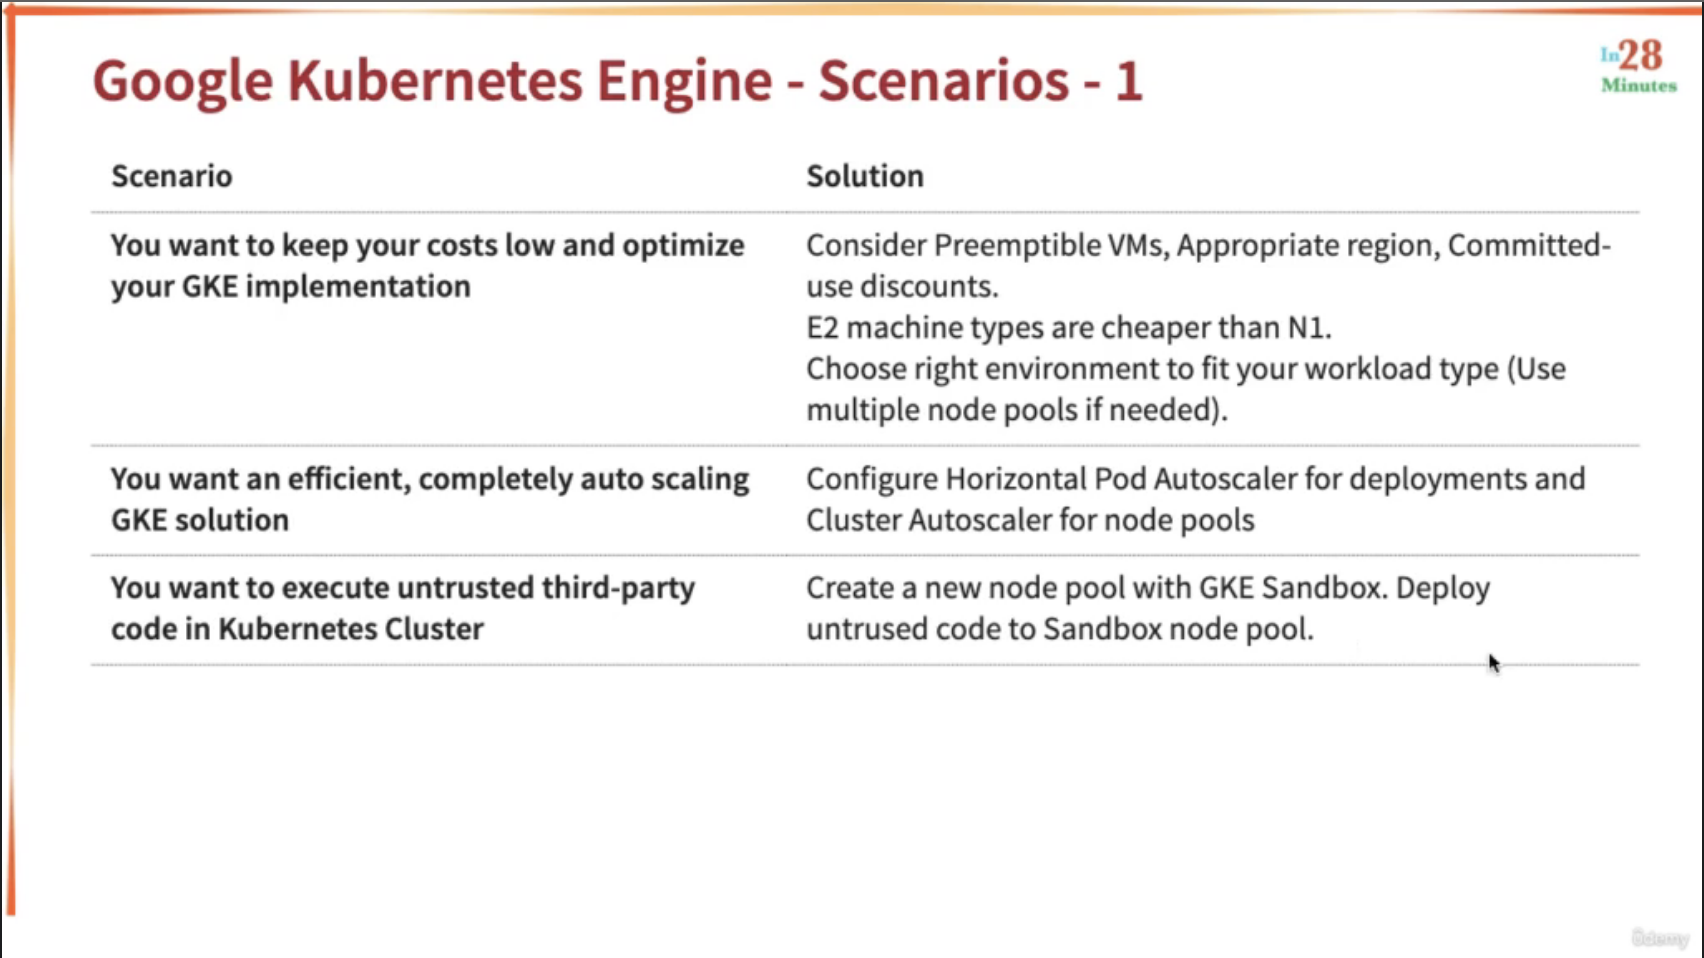 Google Kubernetes Engine - Scenarios - 1
In28
Minutes
Scenario
Solution
You want to keep your costs low and optimize
your GKE implementation
Consider Preemptible VMs, Appropriate region, Committed-
use discounts.
E2 machine types are cheaper than N1.
Choose right environment to fit your workload type (Use
multiple node pools if needed).
You want an efficient, completely auto scaling
GKE solution
Configure Horizontal Pod Autoscaler for deployments and
Cluster Autoscaler for node pools
You want to execute untrusted third-party
code in Kubernetes Cluster
Create a new node pool with GKE Sandbox. Deploy
untrused code to Sandbox node pool.
ûdemy